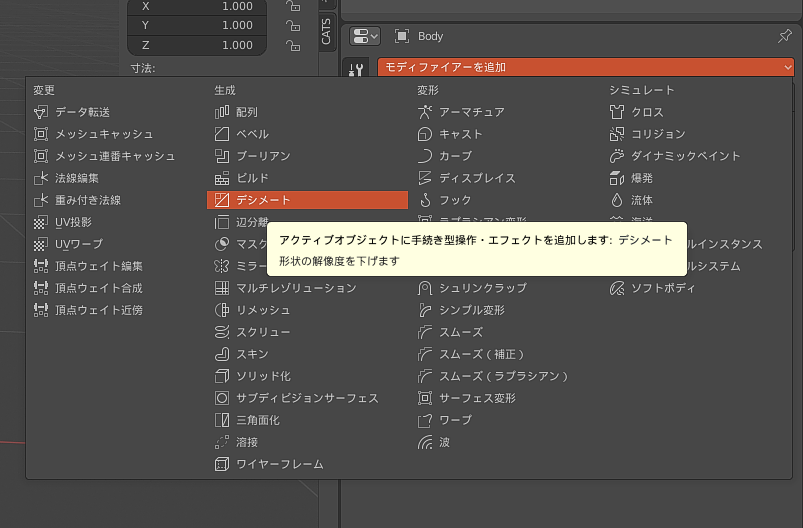 X 1.000
Y 1.000
Z 1.000
寸法:
CATS
Body
モディファイアーを追加
変更
データ転送
メッシュキャッシュ
メッシュ連番キャッシュ
法線編集
重み付き法線
UV投影
UVワープ
頂点ウェイト編集
頂点ウェイト合成
頂点ウェイト近傍
生成
配列
ベベル
ブーリアン
ビルド
デシメート
辺分離
マスク
ミラー
マルチレゾリューション
リメッシュ
スクリュー
スキン
ソリッド化
サブディビジョンサーフェス
三角面化
溶接
ワイヤーフレーム
変形
アーマチュア
キャスト
カーブ
ディスプレイス
フック
ラプラシアン変形
シュリンクラップ
シンプル変形
スムーズ
スムーズ(補正)
スムーズ(ラプラシアン)
サーフェス変形
ワープ
波
シミュレート
クロス
コリジョン
ダイナミックペイント
爆発
流体
海洋
ルインスタンス
ルシステム
ソフトボディ
アクティブオブジェクトに手続き型操作・エフェクトを追加します: デシメート
形状の解像度を下げます